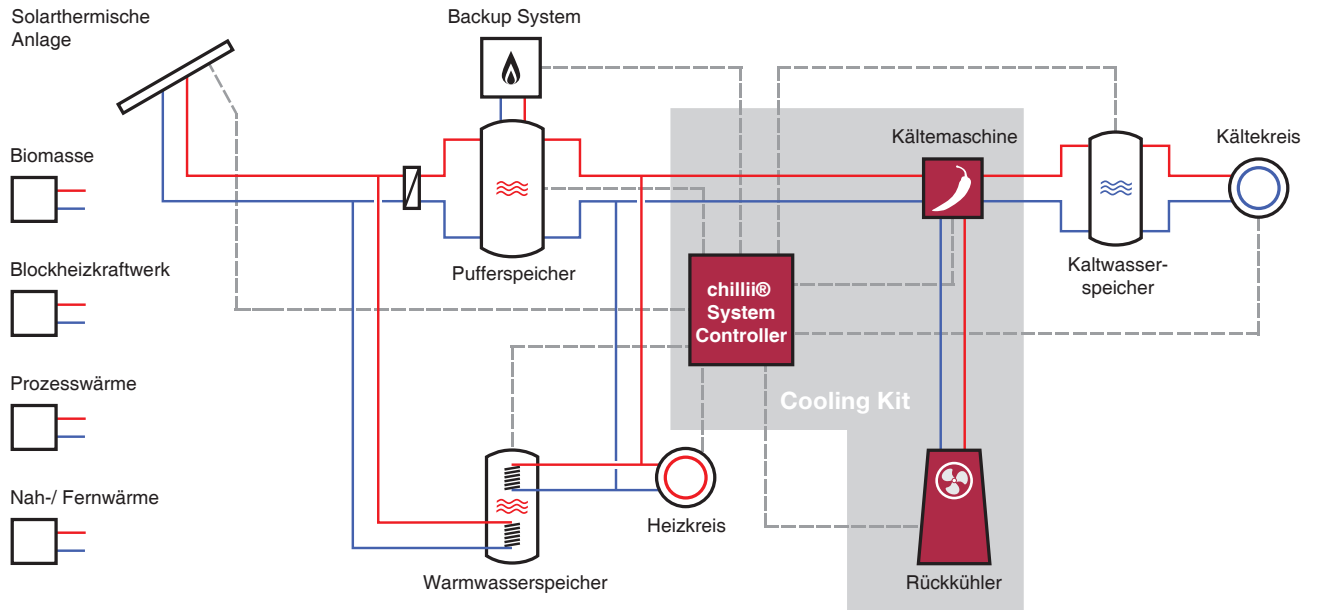 Solarthermische
Anlage
Backup System
Biomasse
Kältemaschine
Kältekreis
Blockheizkraftwerk
Pufferspeicher
Kaltwasser-
speicher
chillii®
System
Controller
Prozesswärme
Cooling Kit
Nah-/ Fernwärme
Heizkreis
Warmwasserspeicher
Rückkühler